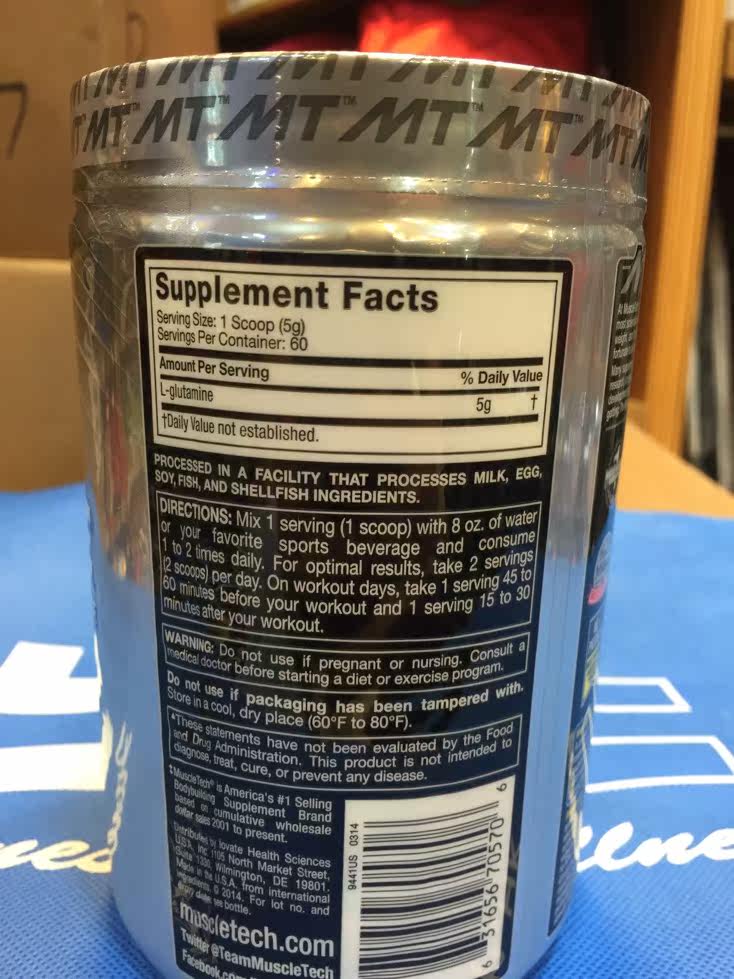 MT MT™ MT MT™ MT MT™ MT
Supplement Facts
Serving Size: 1 Scoop (5g)
Servings Per Container: 60
Amount Per Serving
% Daily Value
L-glutamine 5g †
†Daily Value not established.
PROCESSED IN A FACILITY THAT PROCESSES MILK, EGG,
SOY, FISH, AND SHELLFISH INGREDIENTS.
DIRECTIONS: Mix 1 serving (1 scoop) with 8 oz. of water
or your favorite sports beverage and consume
1 to 2 times daily. For optimal results, take 2 servings
(2 scoops) per day. On workout days, take 1 serving 45 to
60 minutes before your workout and 1 serving 15 to 30
minutes after your workout.
WARNING: Do not use if pregnant or nursing. Consult a
medical doctor before starting a diet or exercise program.
Do not use if packaging has been tampered with.
Store in a cool, dry place (60°F to 80°F).
*These statements have not been evaluated by the Food
and Drug Administration. This product is not intended to
diagnose, treat, cure, or prevent any disease.
‡MuscleTech® is America's #1 Selling
Bodybuilding Supplement Brand
based on cumulative wholesale
dollar sales 2001 to present.
Distributed by Iovate Health Sciences
U.S.A. Inc. 1105 North Market Street,
Suite 1330, Wilmington, DE 19801.
Made in the U.S.A. from international
ingredients. © 2014. For lot no. and
expiry date: see bottle.
muscletech.com
Twitter @TeamMuscleTech
9441US 0314
6 31656 70570 6